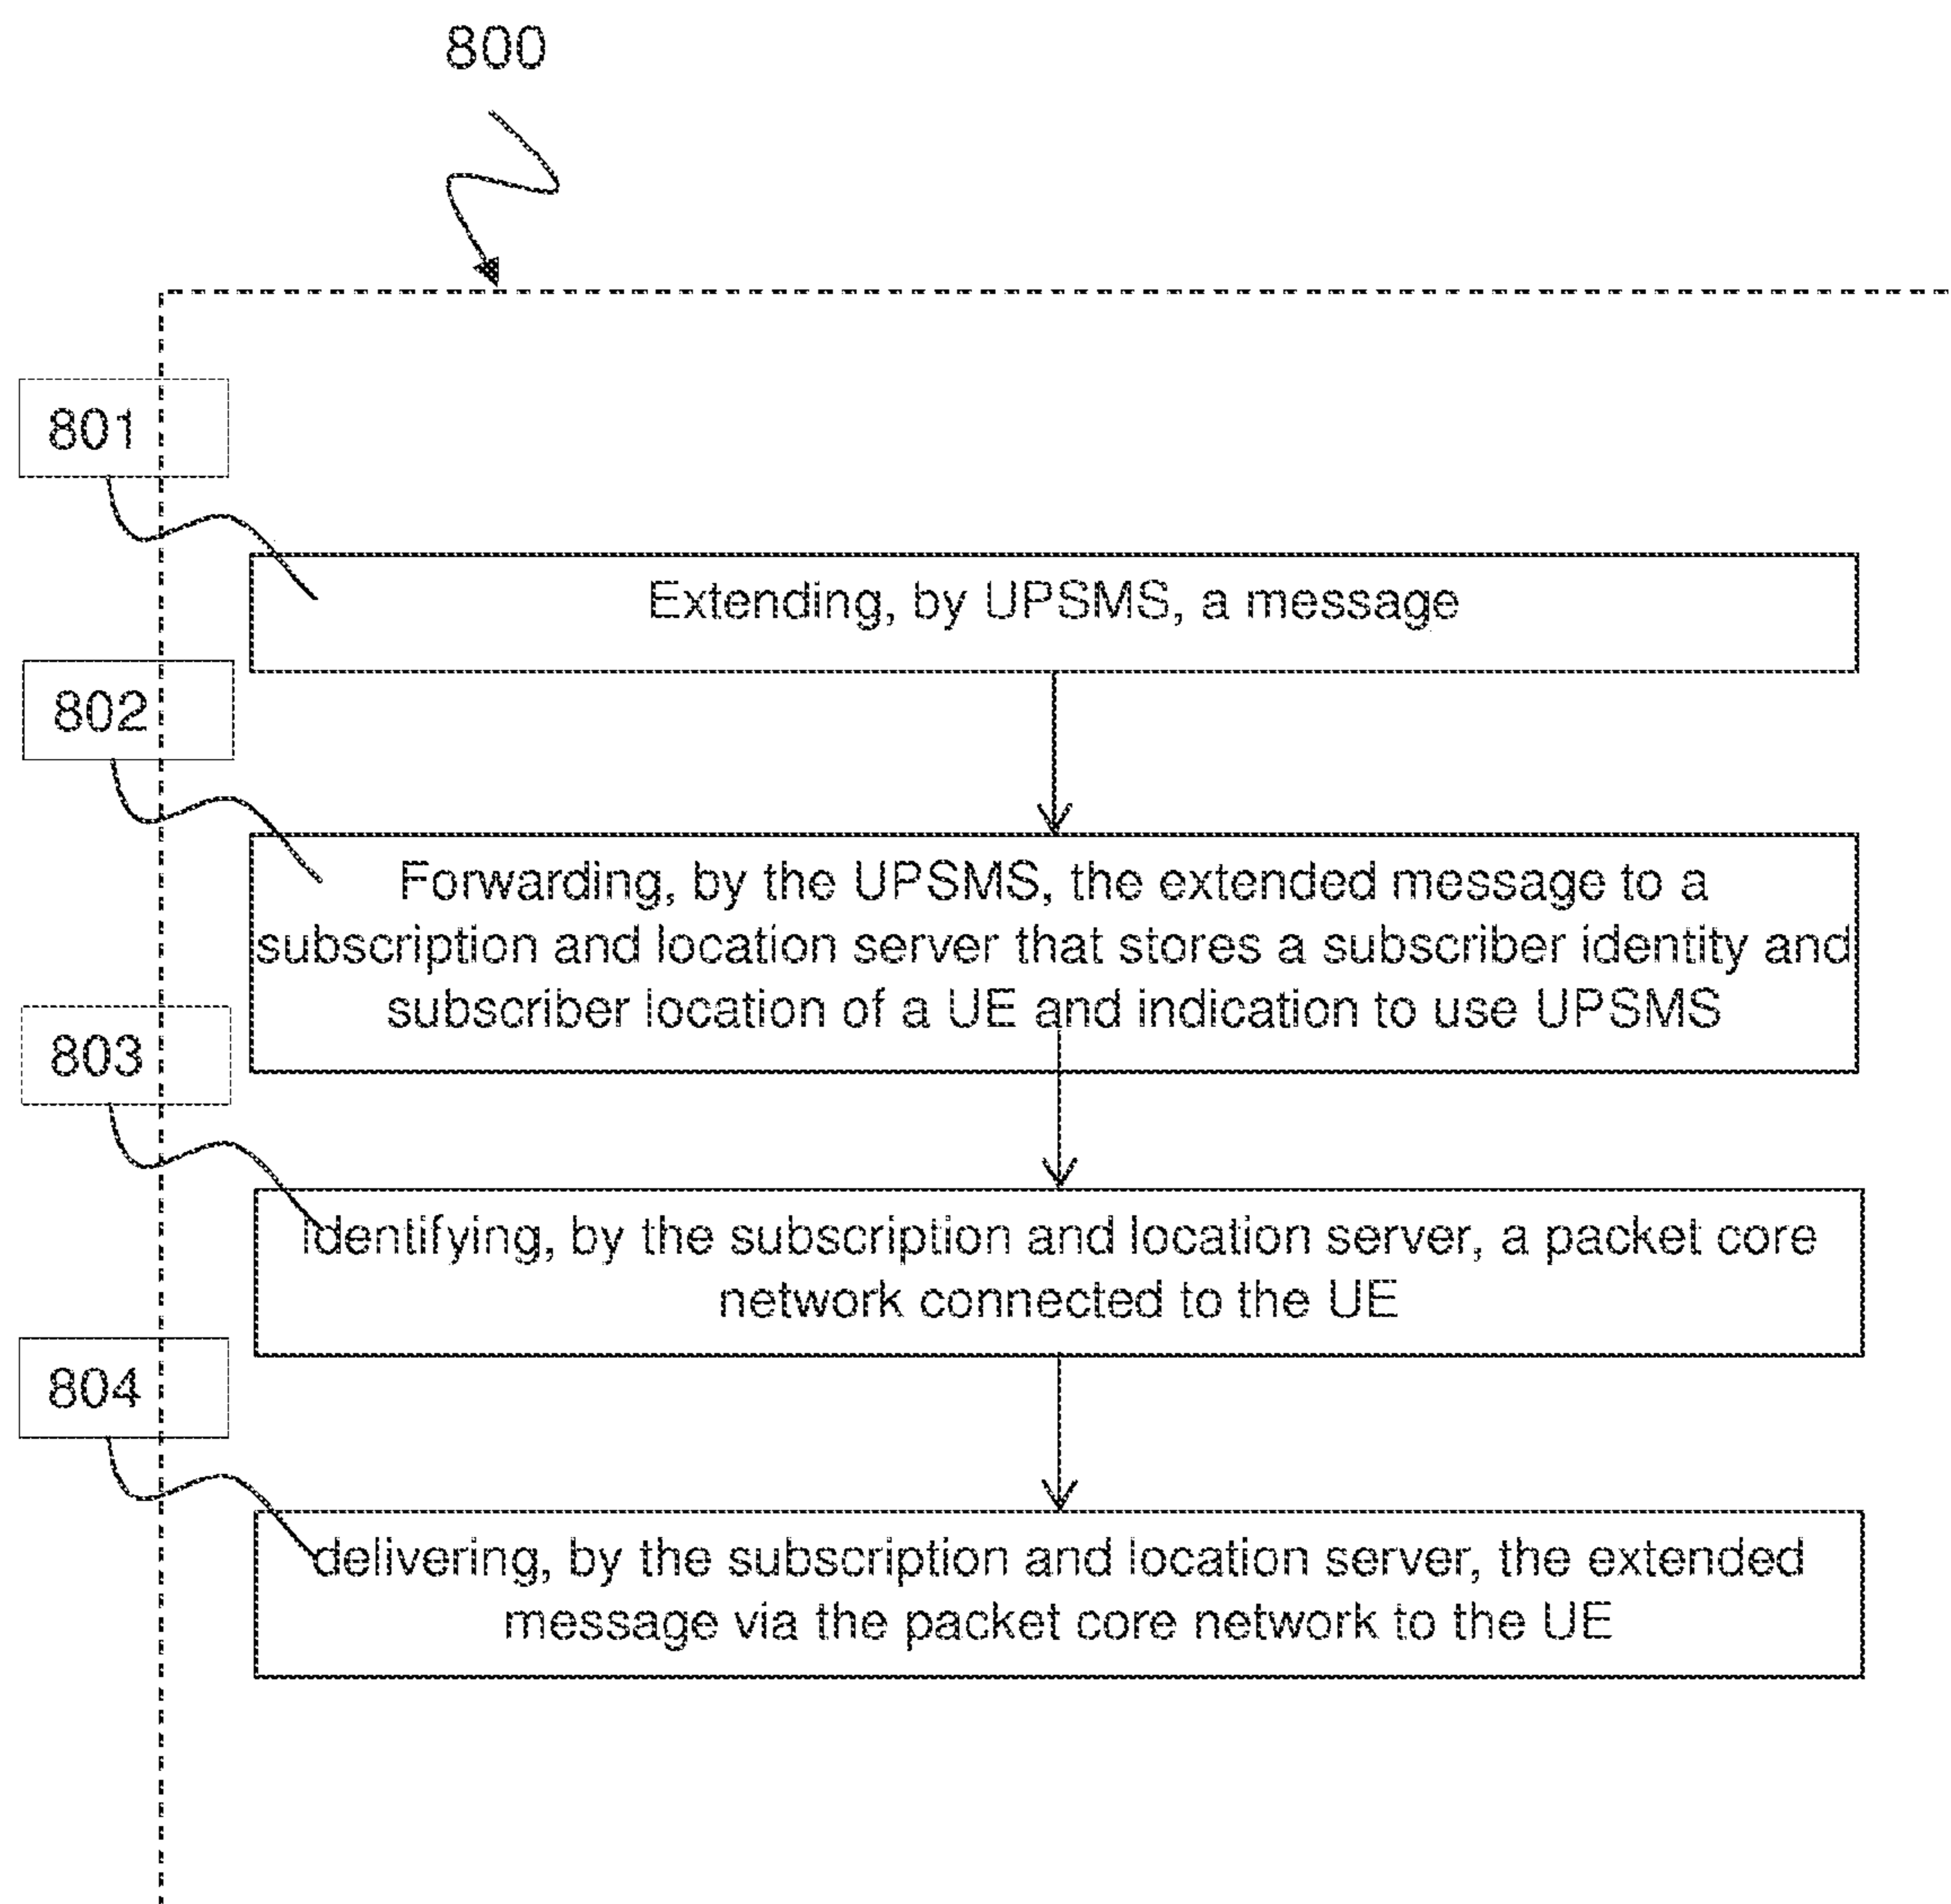 800
801
Extending, by UPSMS, a message
802
Forwarding, by the UPSMS, the extended message to a
subscription and location server that stores a subscriber identity and
subscriber location of a UE and indication to use UPSMS
803
Identifying, by the subscription and location server, a packet core
network connected to the UE
804
delivering, by the subscription and location server, the extended
message via the packet core network to the UE